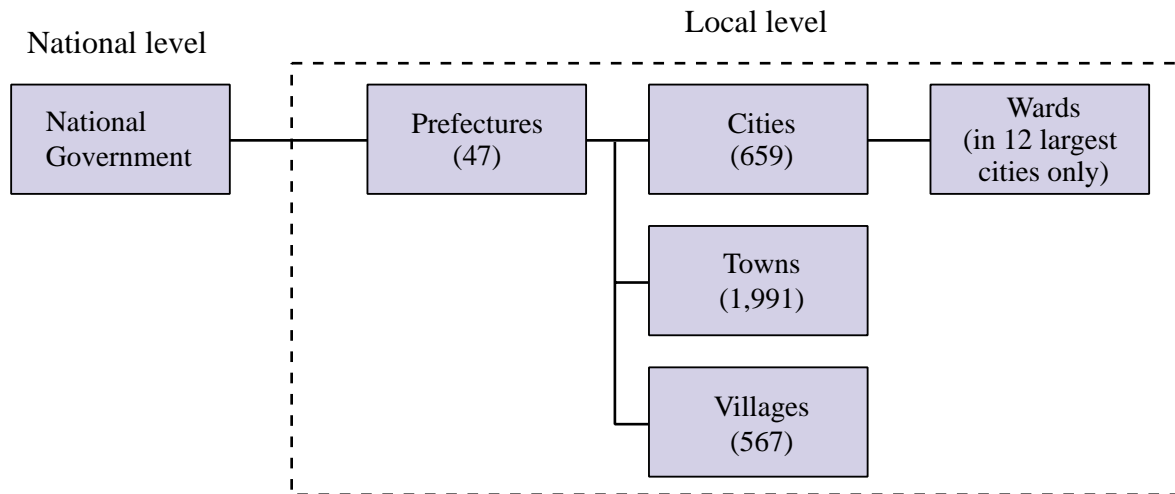 Local level
National level
National
Government
Prefectures
(47)
Cities
(659)
Wards
(in 12 largest
cities only)
Towns
(1,991)
Villages
(567)